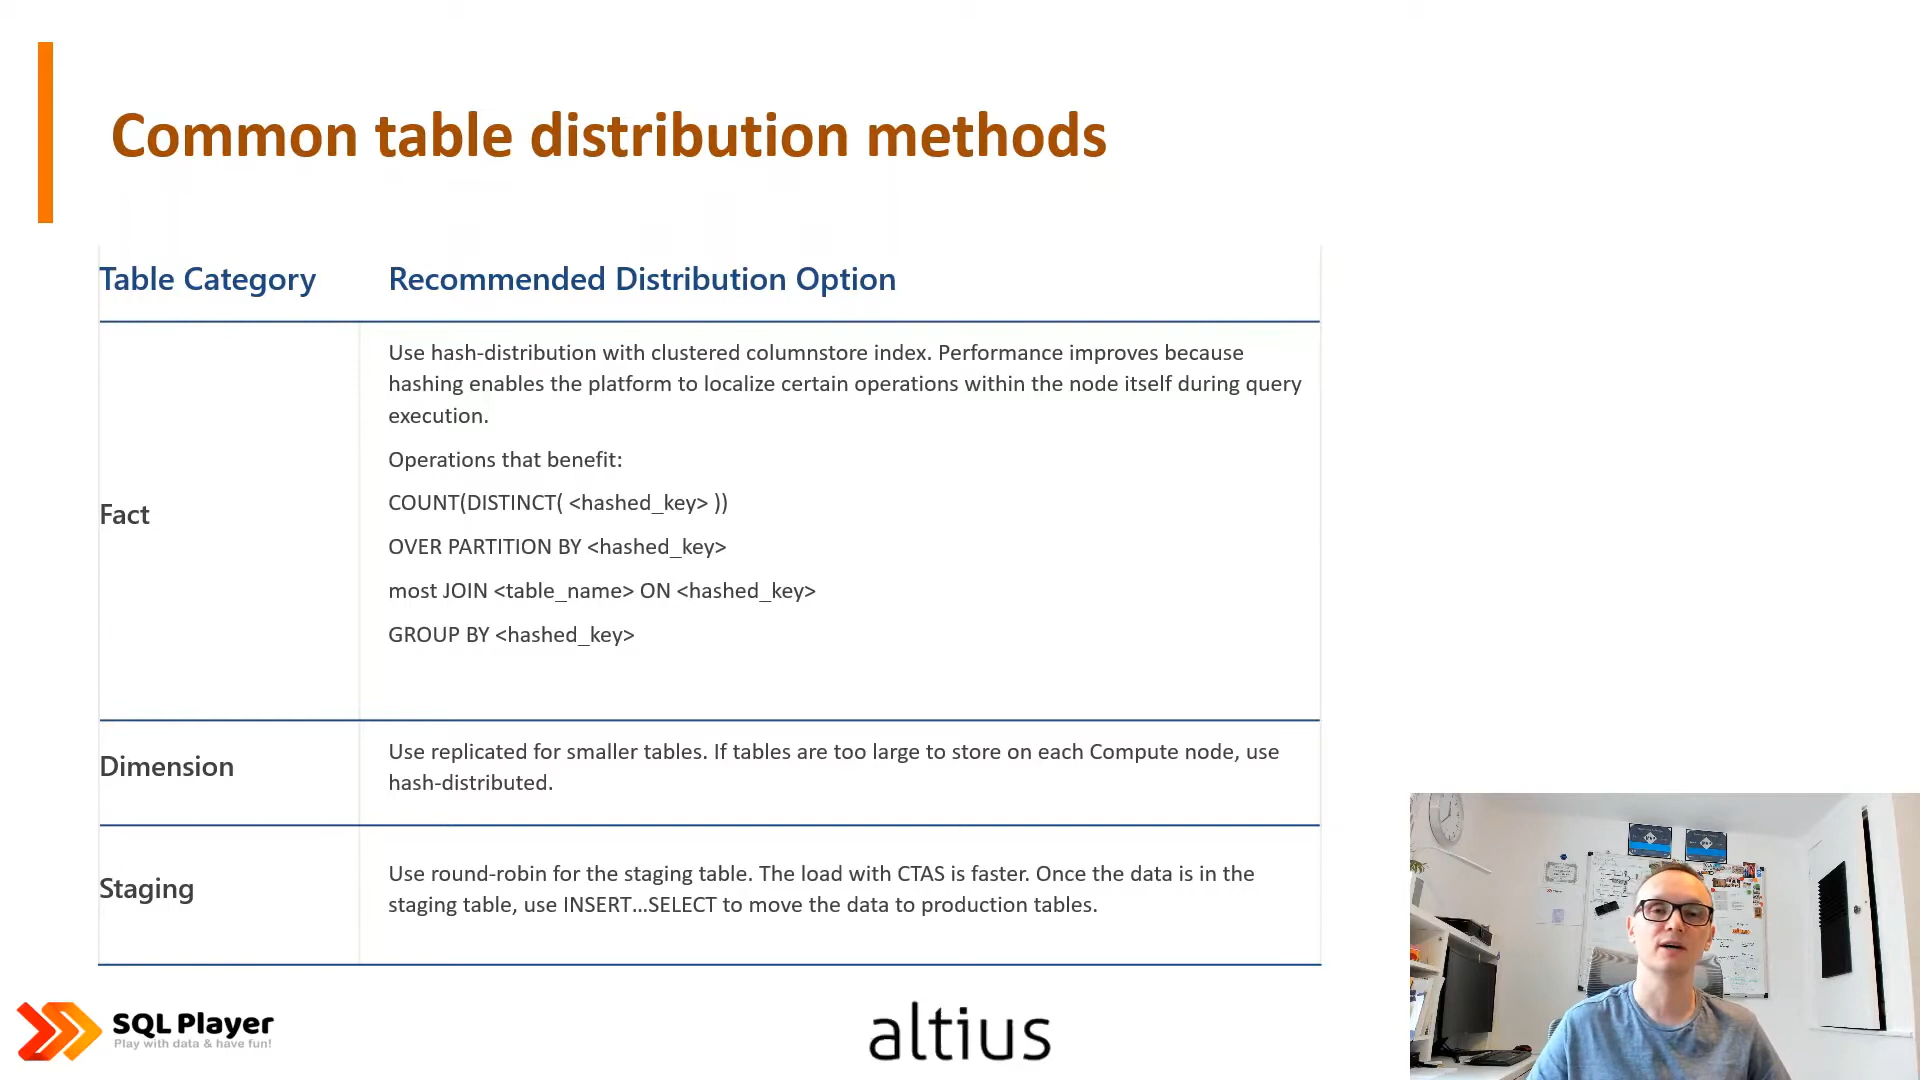 Common table distribution methods
Table Category
Recommended Distribution Option
Fact
Use hash-distribution with clustered columnstore index. Performance improves because
hashing enables the platform to localize certain operations within the node itself during query
execution.
Operations that benefit:
COUNT(DISTINCT( <hashed_key> ))
OVER PARTITION BY <hashed_key>
most JOIN <table_name> ON <hashed_key>
GROUP BY <hashed_key>
Dimension
Use replicated for smaller tables. If tables are too large to store on each Compute node, use
hash-distributed.
Staging
Use round-robin for the staging table. The load with CTAS is faster. Once the data is in the
staging table, use INSERT...SELECT to move the data to production tables.
SQL Player
Play with data & have fun!
altius